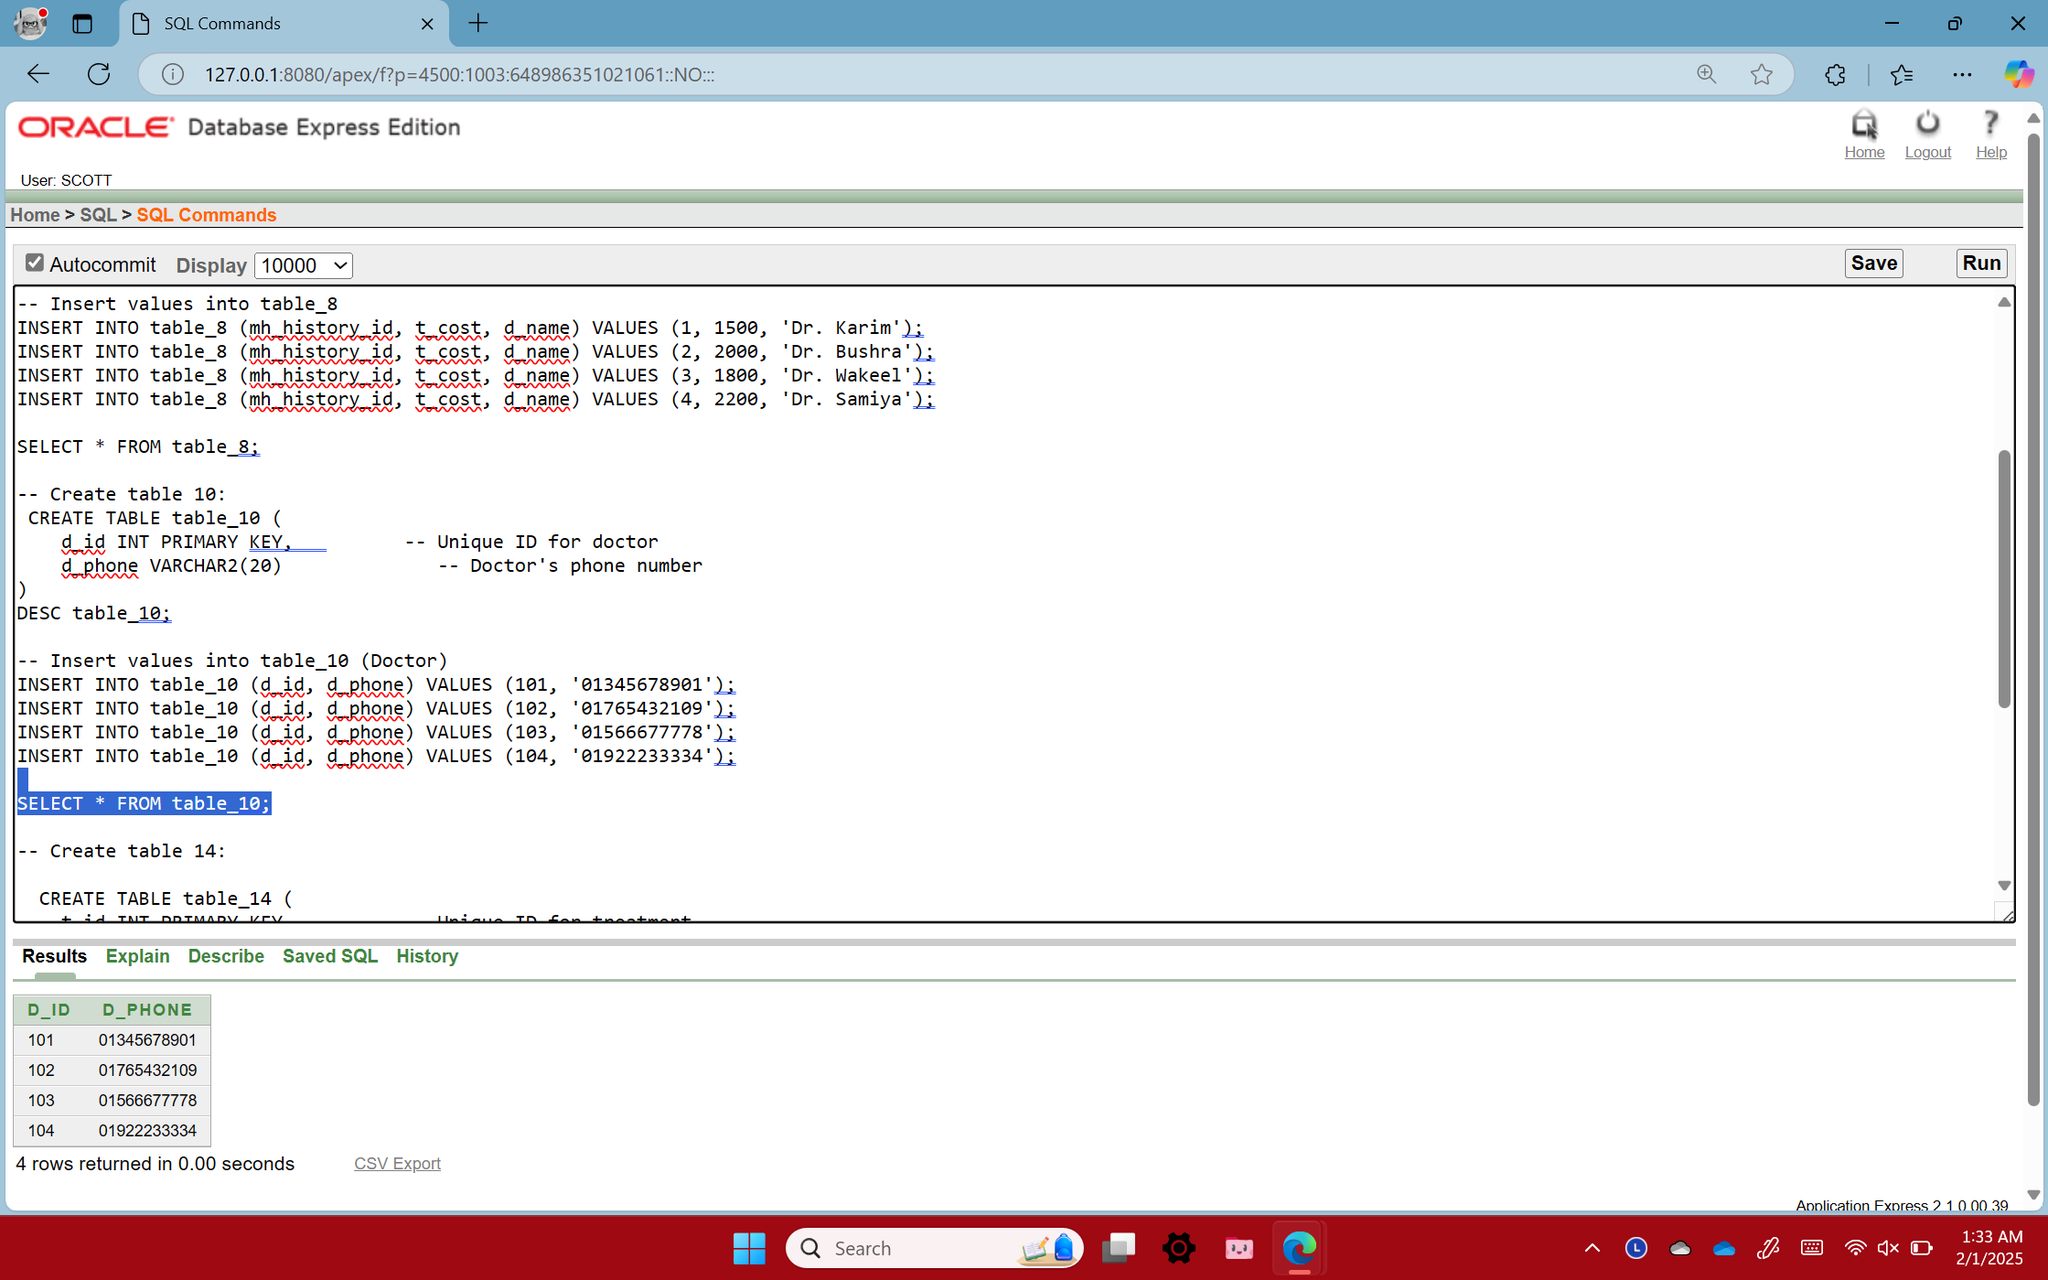 SQL Commands
127.0.0.1:8080/apex/f?p=4500:1003:648986351021061::NO:::
ORACLE Database Express Edition
Home Logout Help
User: SCOTT
Home > SQL > SQL Commands
Autocommit Display 10000 Save Run
-- Insert values into table_8
INSERT INTO table_8 (mh_history_id, t_cost, d_name) VALUES (1, 1500, 'Dr. Karim');
INSERT INTO table_8 (mh_history_id, t_cost, d_name) VALUES (2, 2000, 'Dr. Bushra');
INSERT INTO table_8 (mh_history_id, t_cost, d_name) VALUES (3, 1800, 'Dr. Wakeel');
INSERT INTO table_8 (mh_history_id, t_cost, d_name) VALUES (4, 2200, 'Dr. Samiya');
SELECT * FROM table_8;
-- Create table 10:
CREATE TABLE table_10 (
d_id INT PRIMARY KEY, -- Unique ID for doctor
d_phone VARCHAR2(20) -- Doctor's phone number
)
DESC table_10;
-- Insert values into table_10 (Doctor)
INSERT INTO table_10 (d_id, d_phone) VALUES (101, '01345678901');
INSERT INTO table_10 (d_id, d_phone) VALUES (102, '01765432109');
INSERT INTO table_10 (d_id, d_phone) VALUES (103, '01566677778');
INSERT INTO table_10 (d_id, d_phone) VALUES (104, '01922233334');
SELECT * FROM table_10;
-- Create table 14:
CREATE TABLE table_14 (
t_id INT PRIMARY KEY Unique ID for treatment
Results Explain Describe Saved SQL History
D_ID D_PHONE
101 01345678901
102 01765432109
103 01566677778
104 01922233334
4 rows returned in 0.00 seconds CSV Export
Application Express 2.1.0.00.39
Search
L
1:33 AM
2/1/2025